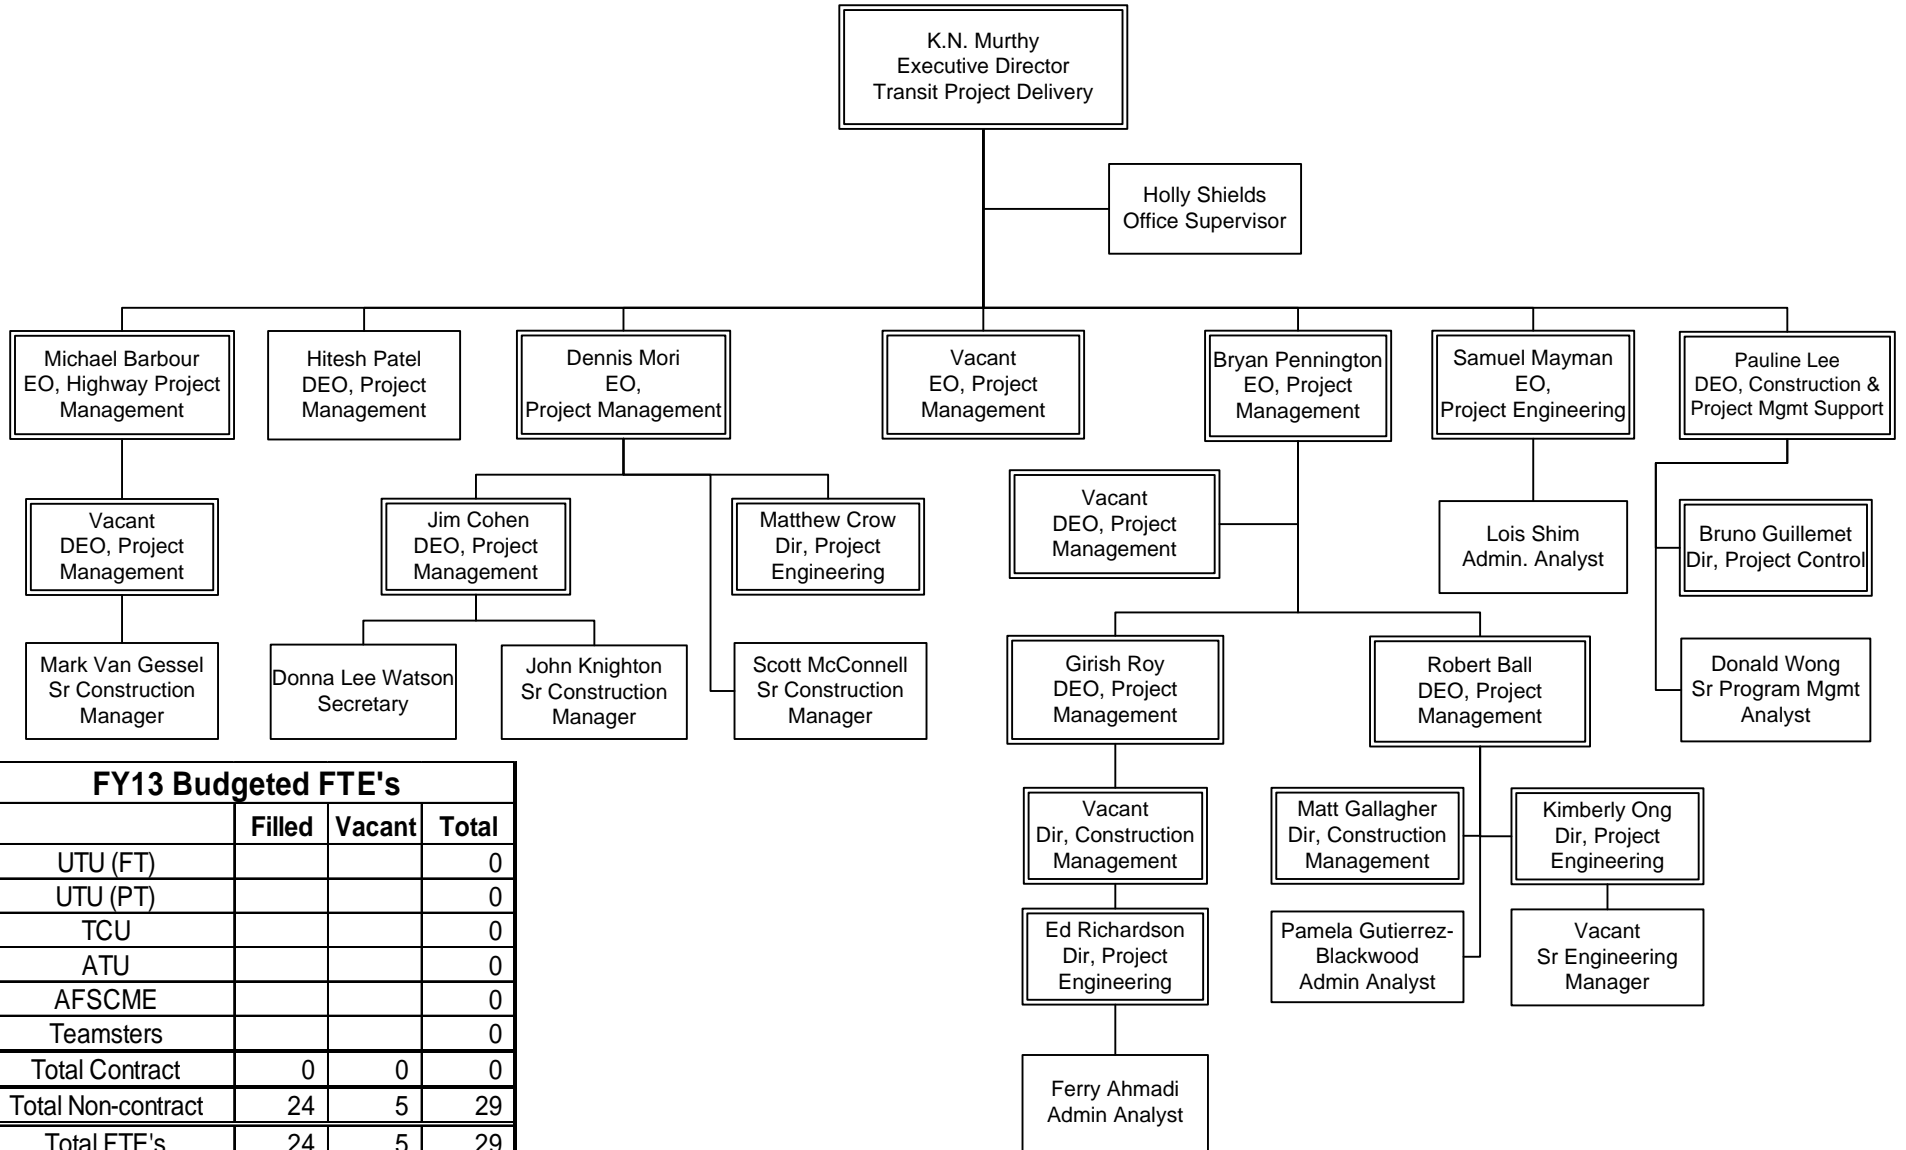 K.N. Murthy
Executive Director
Transit Project Delivery
Holly Shields
Office Supervisor
Michael Barbour
EO, Highway Project
Management
Hitesh Patel
DEO, Project
Management
Dennis Mori
EO,
Project Management
Vacant
EO, Project
Management
Bryan Pennington
EO, Project
Management
Samuel Mayman
EO,
Project Engineering
Pauline Lee
DEO, Construction &
Project Mgmt Support
Vacant
DEO, Project
Management
Jim Cohen
DEO, Project
Management
Matthew Crow
Dir, Project
Engineering
Vacant
DEO, Project
Management
Lois Shim
Admin. Analyst
Bruno Guillemet
Dir, Project Control
Mark Van Gessel
Sr Construction
Manager
Donna Lee Watson
Secretary
John Knighton
Sr Construction
Manager
Scott McConnell
Sr Construction
Manager
Girish Roy
DEO, Project
Management
Robert Ball
DEO, Project
Management
Donald Wong
Sr Program Mgmt
Analyst
Vacant
Dir, Construction
Management
Matt Gallagher
Dir, Construction
Management
Kimberly Ong
Dir, Project
Engineering
Ed Richardson
Dir, Project
Engineering
Pamela Gutierrez-
Blackwood
Admin Analyst
Vacant
Sr Engineering
Manager
Ferry Ahmadi
Admin Analyst
FY13 Budgeted FTE's
Filled Vacant Total
UTU (FT) 0
UTU (PT) 0
TCU 0
ATU 0
AFSCME 0
Teamsters 0
Total Contract 0 0 0
Total Non-contract 24 5 29
Total FTE's 24 5 29